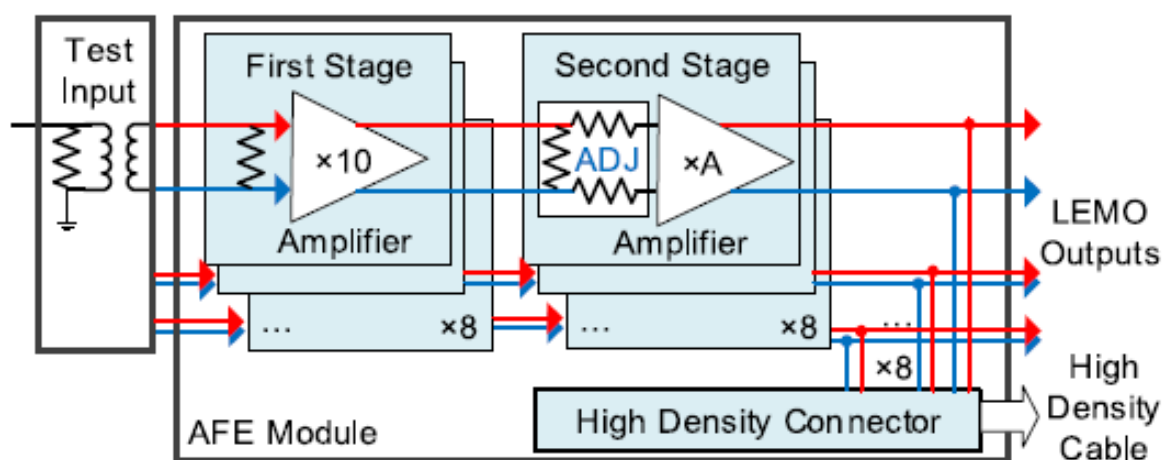 Test
Input
First Stage
×10
Amplifier
... ×8
Second Stage
ADJ
×A
Amplifier
... ×8
...
×8
LEMO
Outputs
High Density Connector
High
Density
Cable
AFE Module